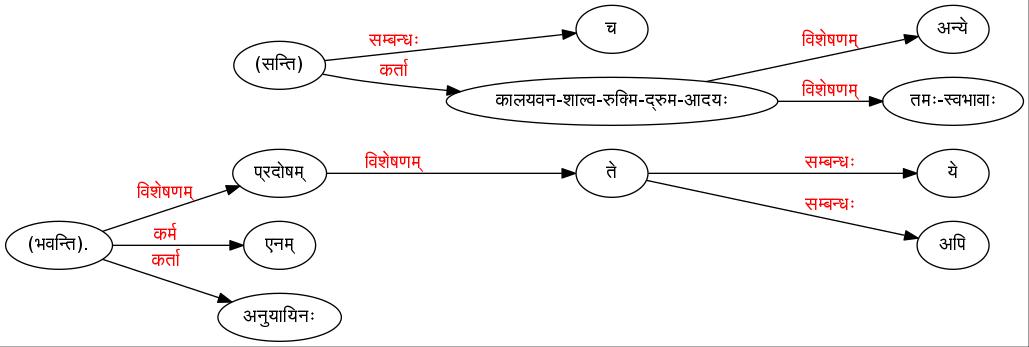 च
सम्बन्धः
अन्ये
विशेषणम्
(सन्ति)
कर्ता
कालयवन-शाल्व-रुक्मि-द्रुम-आदयः
विशेषणम्
तमः-स्वभावाः
प्रदोषम्
विशेषणम्
ते
सम्बन्धः
ये
विशेषणम्
सम्बन्धः
(भवन्ति).
कर्म
एनम्
अपि
कर्ता
अनुयायिनः